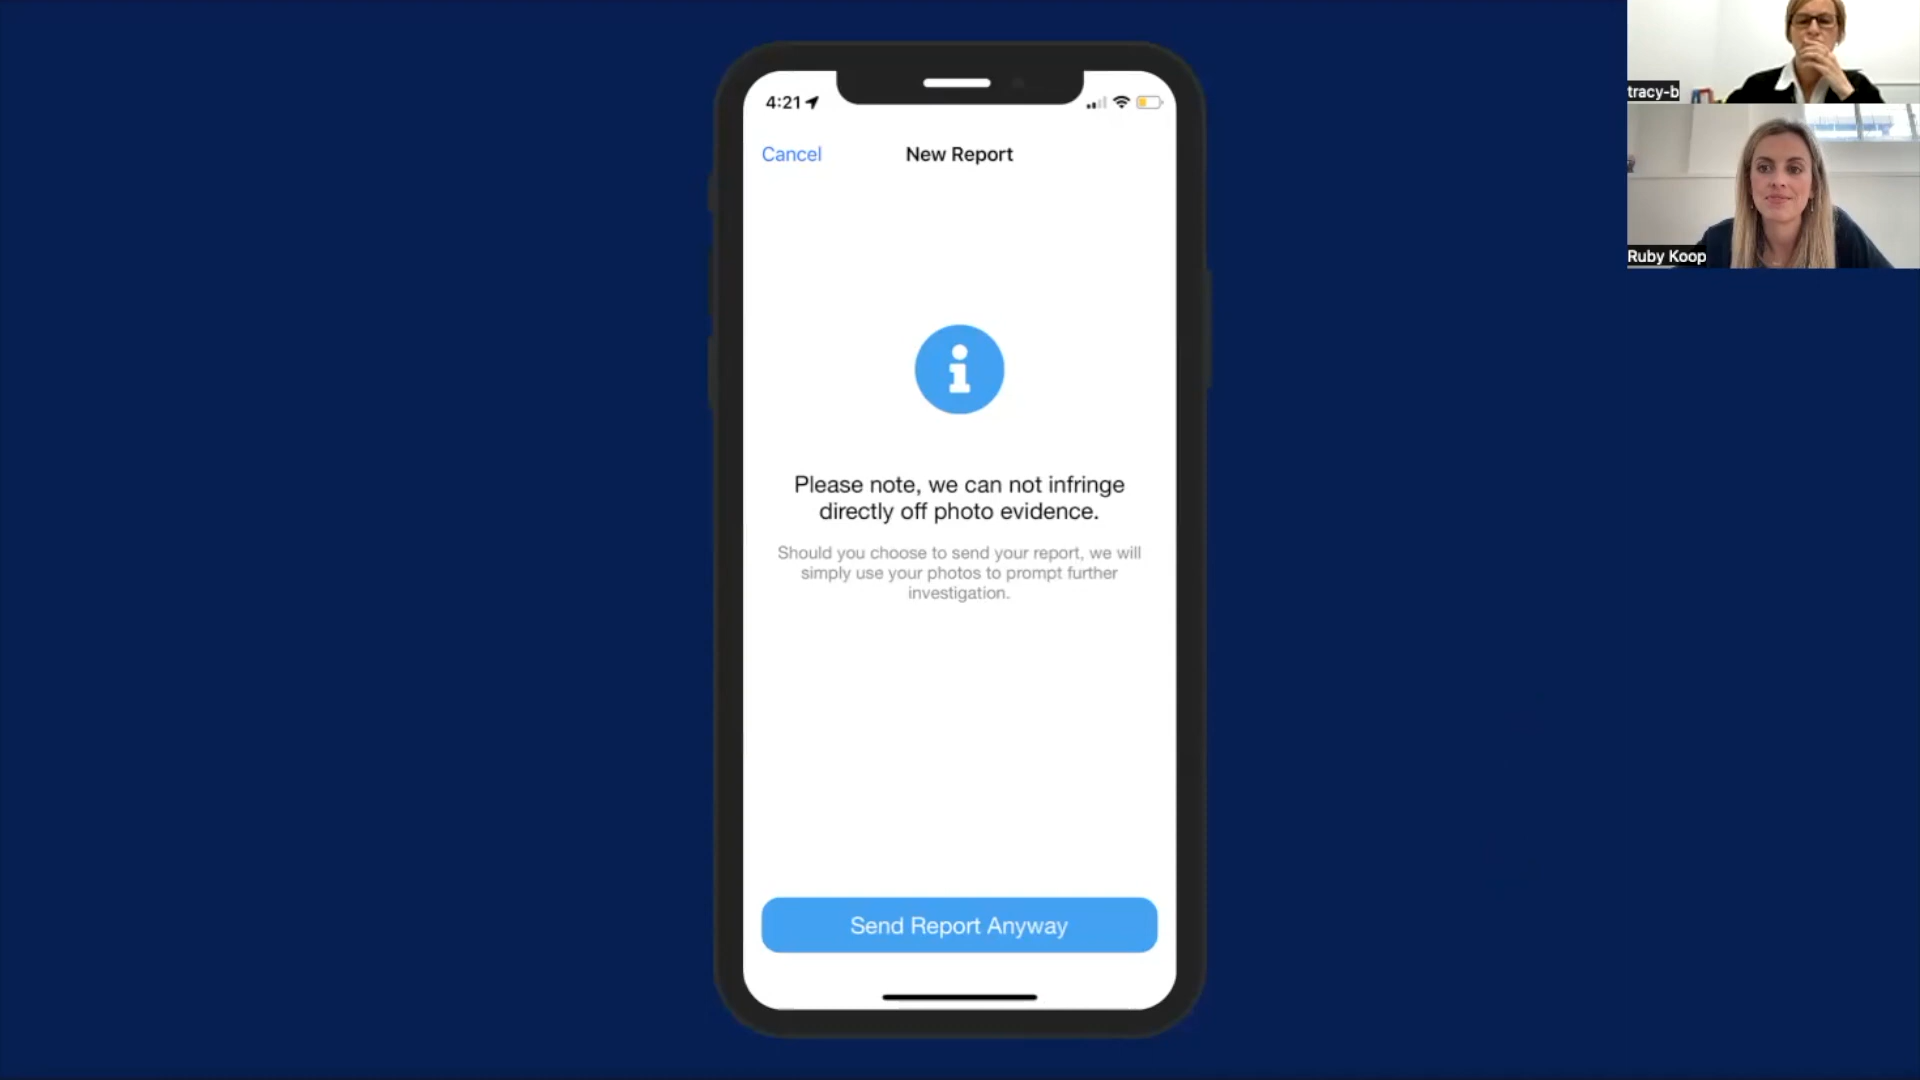 4:21
Cancel
New Report
Please note, we can not infringe
directly off photo evidence.
Should you choose to send your report, we will
simply use your photos to prompt further
investigation.
Send Report Anyway
tracy-b
Ruby Koop